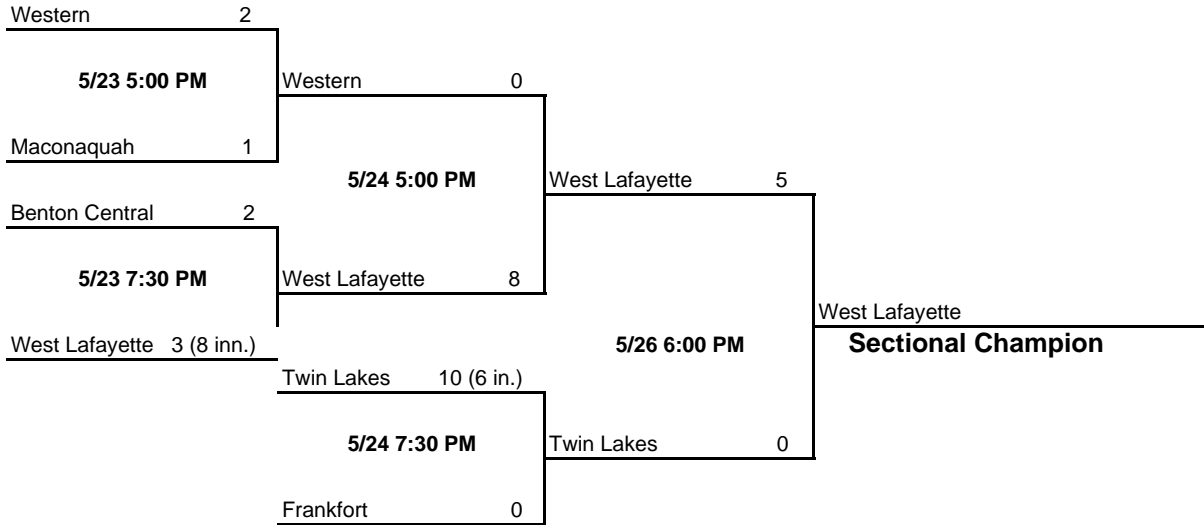 Western 2
5/23 5:00 PM
Western 0
Maconaquah 1
5/24 5:00 PM
West Lafayette 5
Benton Central 2
5/23 7:30 PM
West Lafayette 8
West Lafayette
West Lafayette 3 (8 inn.)
5/26 6:00 PM
Sectional Champion
Twin Lakes 10 (6 in.)
5/24 7:30 PM
Twin Lakes 0
Frankfort 0